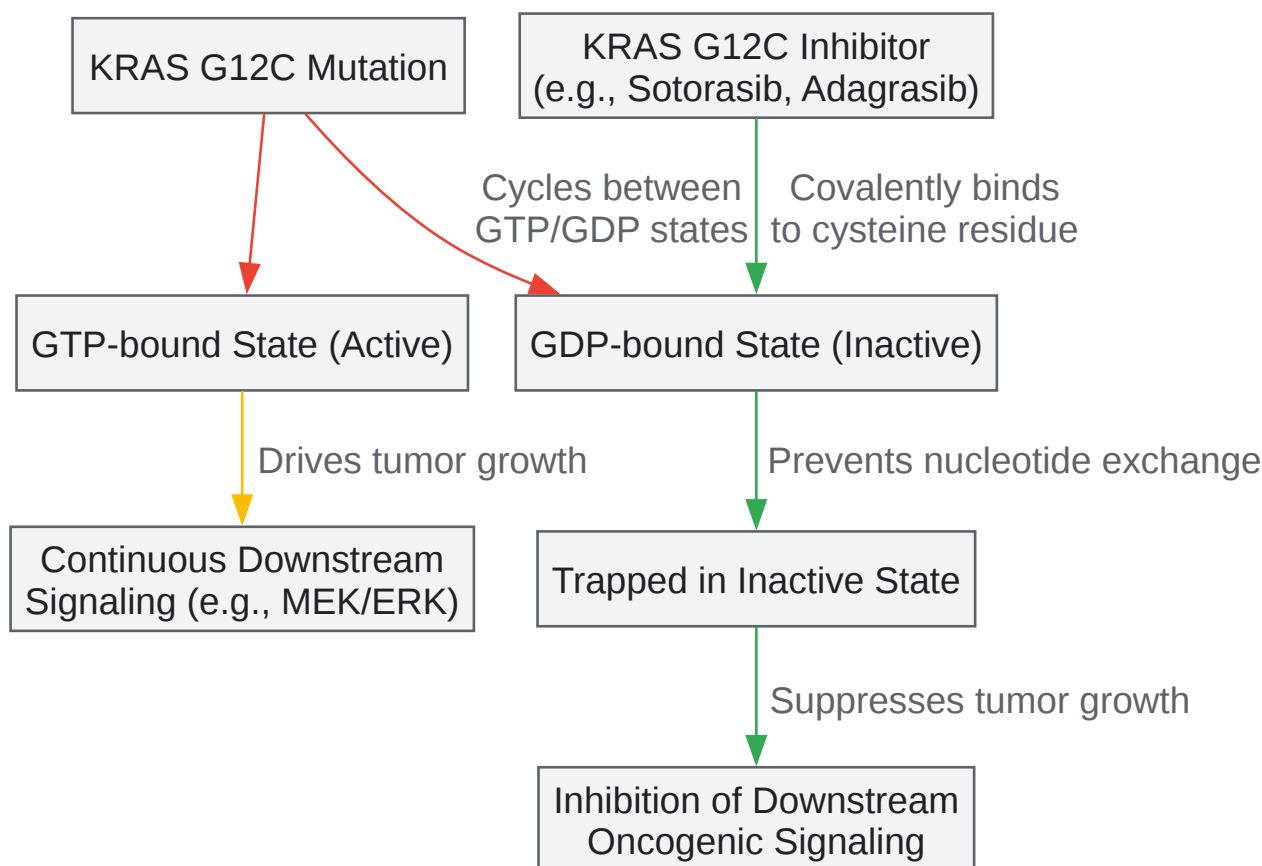 KRAS G12C Mutation
KRAS G12C Inhibitor
(e.g., Sotorasib, Adagrasib)
Cycles between
GTP/GDP states
Covalently binds
to cysteine residue
GTP-bound State (Active)
GDP-bound State (Inactive)
Drives tumor growth
Prevents nucleotide exchange
Continuous Downstream
Signaling (e.g., MEK/ERK)
Trapped in Inactive State
Suppresses tumor growth
Inhibition of Downstream
Oncogenic Signaling